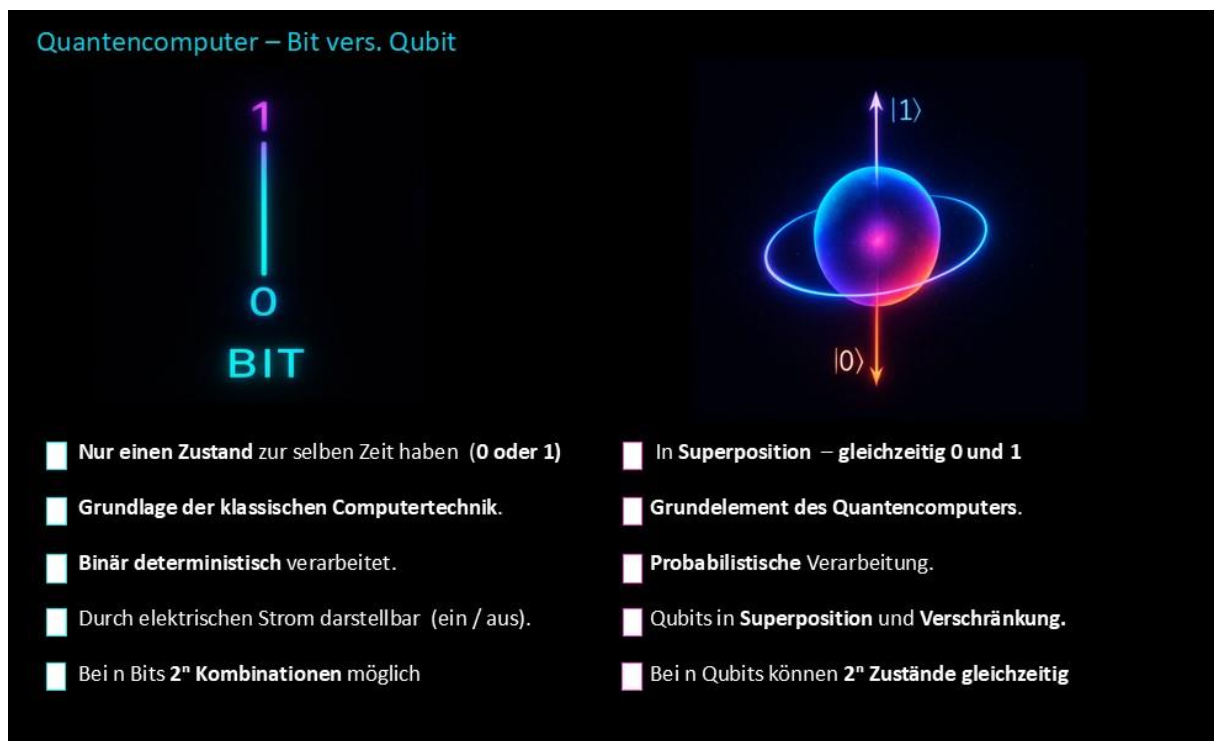 Quantencomputer – Bit vers. Qubit
1
0
BIT
|1⟩
|0⟩
Nur einen Zustand zur selben Zeit haben (0 oder 1)
Grundlage der klassischen Computertechnik.
Binär deterministisch verarbeitet.
Durch elektrischen Strom darstellbar (ein / aus).
Bei n Bits 2ⁿ Kombinationen möglich
In Superposition – gleichzeitig 0 und 1
Grundelement des Quantencomputers.
Probabilistische Verarbeitung.
Qubits in Superposition und Verschränkung.
Bei n Qubits können 2ⁿ Zustände gleichzeitig